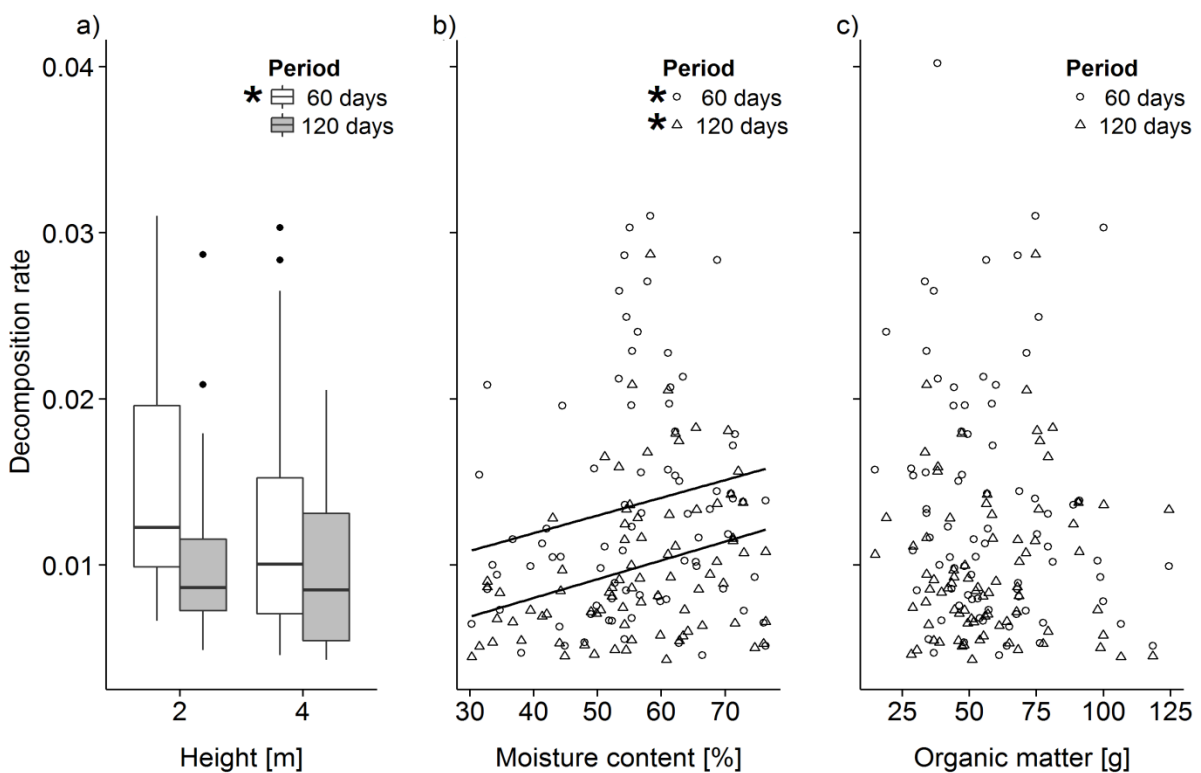 a)
Period
* 60 days
120 days
0.04
0.03
0.02
0.01
Decomposition rate
2
4
Height [m]
b)
Period
* 60 days
* 120 days
30
40
50
60
70
Moisture content [%]
c)
Period
60 days
120 days
25
50
75
100
125
Organic matter [g]